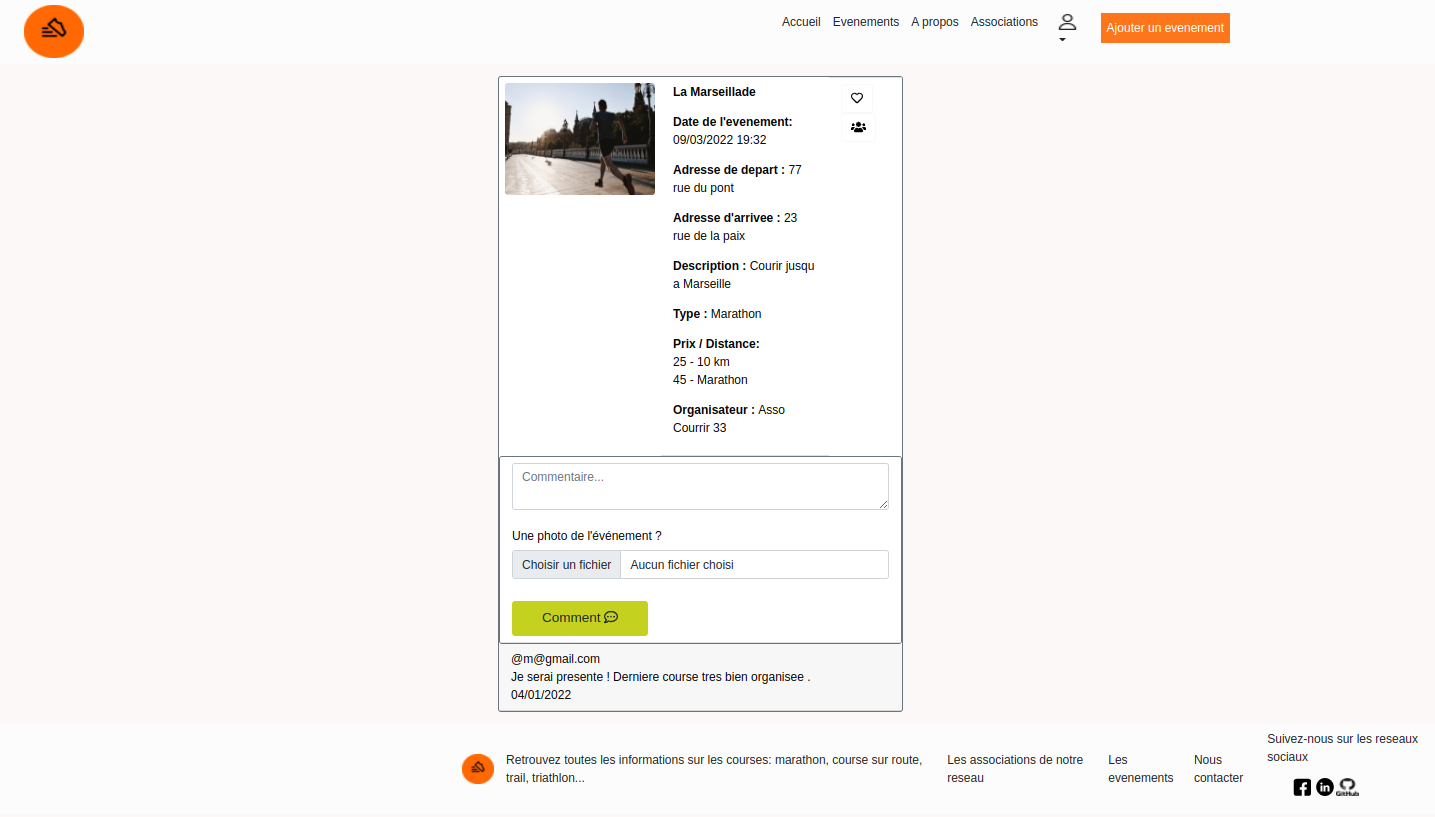 Accueil Evenements A propos Associations
Ajouter un evenement
La Marseillade
Date de l'evenement:
09/03/2022 19:32
Adresse de depart : 77
rue du pont
Adresse d'arrivee : 23
rue de la paix
Description : Courir jusqu
a Marseille
Type : Marathon
Prix / Distance:
25 - 10 km
45 - Marathon
Organisateur : Asso
Courrir 33
Commentaire...
Une photo de l'événement ?
Choisir un fichier Aucun fichier choisi
Comment
@m@gmail.com
Je serai presente ! Derniere course tres bien organisee .
04/01/2022
Retrouvez toutes les informations sur les courses: marathon, course sur route,
trail, triathlon...
Les associations de notre
reseau
Les
evenements
Nous
contacter
Suivez-nous sur les reseaux
sociaux
in
GitHub